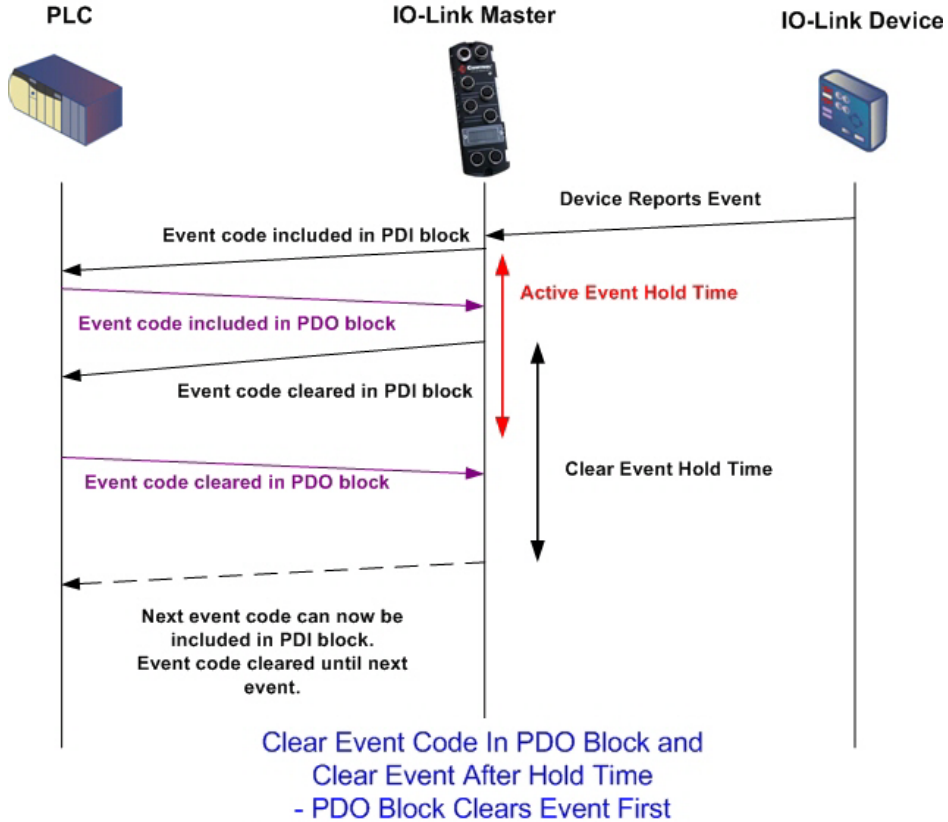 PLC
IO-Link Master
IO-Link Device
Device Reports Event
Event code included in PDI block
Active Event Hold Time
Event code included in PDO block
Event code cleared in PDI block
Clear Event Hold Time
Event code cleared in PDO block
Next event code can now be
included in PDI block.
Event code cleared until next
event.
Clear Event Code In PDO Block and
Clear Event After Hold Time
- PDO Block Clears Event First